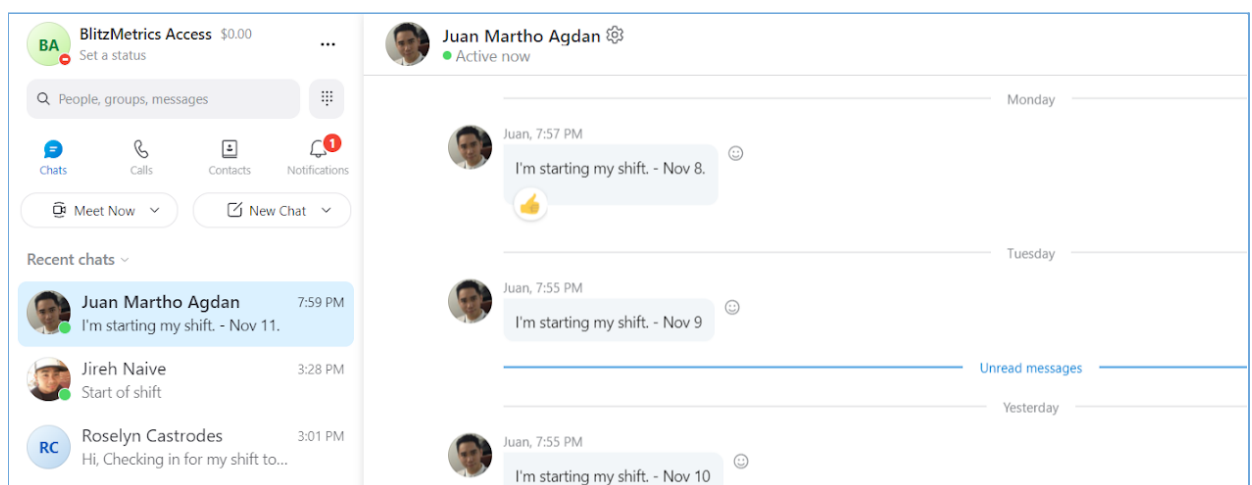 BA
BlitzMetrics Access $0.00
Set a status
People, groups, messages
1
Chats
Calls
Contacts
Notifications
Meet Now
New Chat
Recent chats
Juan Martho Agdan 7:59 PM
I'm starting my shift. - Nov 11.
Jireh Naive 3:28 PM
Start of shift
RC
Roselyn Castrodes 3:01 PM
Hi, Checking in for my shift to...
Juan Martho Agdan
Active now
Monday
Juan, 7:57 PM
I'm starting my shift. - Nov 8.
Tuesday
Juan, 7:55 PM
I'm starting my shift. - Nov 9
Unread messages
Yesterday
Juan, 7:55 PM
I'm starting my shift. - Nov 10